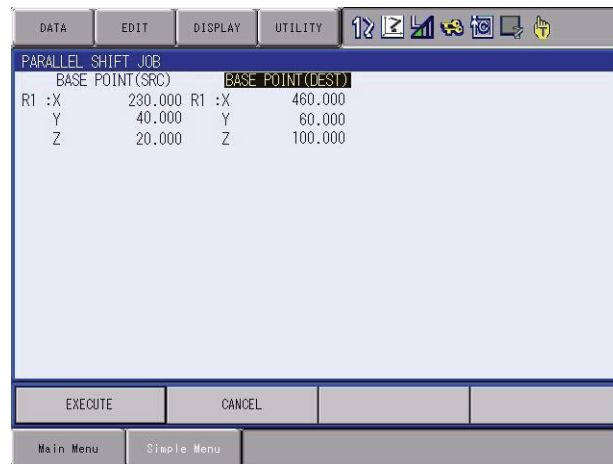 DATA EDIT DISPLAY UTILITY
PARALLEL SHIFT JOB
BASE POINT(SRC) BASE POINT(DEST)
R1 :X 230.000 R1 :X 460.000
Y 40.000 Y 60.000
Z 20.000 Z 100.000
EXECUTE CANCEL
Main Menu Simple Menu